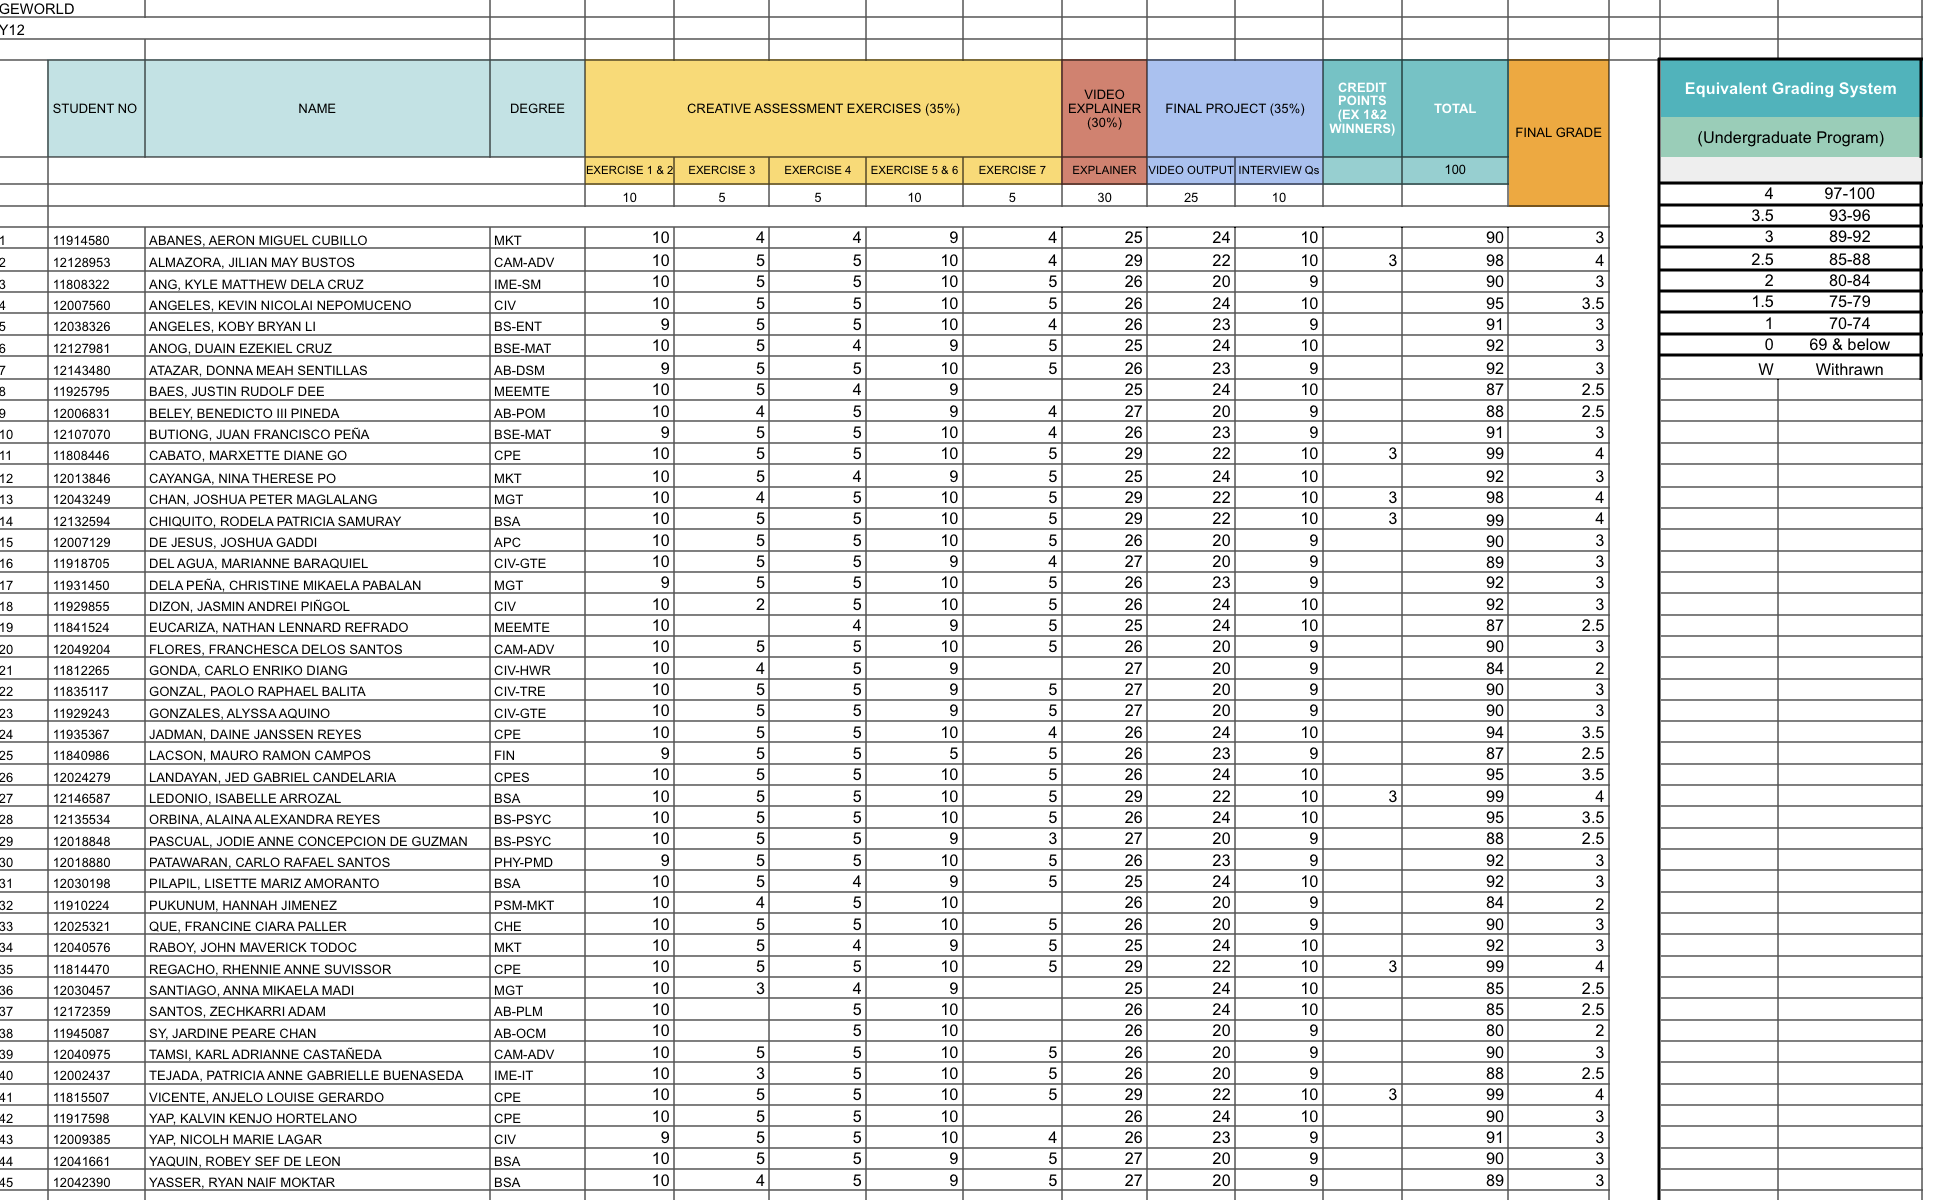 GEWORLD
Y12
STUDENT NO NAME DEGREE CREATIVE ASSESSMENT EXERCISES (35%) VIDEO EXPLAINER (30%) FINAL PROJECT (35%) CREDIT POINTS (EX 1&2 WINNERS) TOTAL FINAL GRADE Equivalent Grading System
(Undergraduate Program)
EXERCISE 1 & 2 EXERCISE 3 EXERCISE 4 EXERCISE 5 & 6 EXERCISE 7 EXPLAINER VIDEO OUTPUT INTERVIEW Qs 100
10 5 5 10 5 30 25 10 4 97-100
3.5 93-96
1 11914580 ABANES, AERON MIGUEL CUBILLO MKT 10 4 4 9 4 25 24 10 90 3 3 89-92
2 12128953 ALMAZORA, JILIAN MAY BUSTOS CAM-ADV 10 5 5 10 4 29 22 10 3 98 4 2.5 85-88
3 11808322 ANG, KYLE MATTHEW DELA CRUZ IME-SM 10 5 5 10 5 26 20 9 90 3 2 80-84
4 12007560 ANGELES, KEVIN NICOLAI NEPOMUCENO CIV 10 5 5 10 5 26 24 10 95 3.5 1.5 75-79
5 12038326 ANGELES, KOBY BRYAN LI BS-ENT 9 5 5 10 4 26 23 9 91 3 1 70-74
6 12127981 ANOG, DUAIN EZEKIEL CRUZ BSE-MAT 10 5 4 9 5 25 24 10 92 3 0 69 & below
7 12143480 ATAZAR, DONNA MEAH SENTILLAS AB-DSM 9 5 5 10 5 26 23 9 92 3 W Withrawn
8 11925795 BAES, JUSTIN RUDOLF DEE MEEMTE 10 5 4 9 25 24 10 87 2.5
9 12006831 BELEY, BENEDICTO III PINEDA AB-POM 10 4 5 9 4 27 20 9 88 2.5
10 12107070 BUTIONG, JUAN FRANCISCO PEÑA BSE-MAT 9 5 5 10 4 26 23 9 91 3
11 11808446 CABATO, MARXETTE DIANE GO CPE 10 5 5 10 5 29 22 10 3 99 4
12 12013846 CAYANGA, NINA THERESE PO MKT 10 5 4 9 5 25 24 10 92 3
13 12043249 CHAN, JOSHUA PETER MAGLALANG MGT 10 4 5 10 5 29 22 10 3 98 4
14 12132594 CHIQUITO, RODELA PATRICIA SAMURAY BSA 10 5 5 10 5 29 22 10 3 99 4
15 12007129 DE JESUS, JOSHUA GADDI APC 10 5 5 10 5 26 20 9 90 3
16 11918705 DEL AGUA, MARIANNE BARAQUIEL CIV-GTE 10 5 5 9 4 27 20 9 89 3
17 11931450 DELA PEÑA, CHRISTINE MIKAELA PABALAN MGT 9 5 5 10 5 26 23 9 92 3
18 11929855 DIZON, JASMIN ANDREI PIÑGOL CIV 10 2 5 10 5 26 24 10 92 3
19 11841524 EUCARIZA, NATHAN LENNARD REFRADO MEEMTE 10 4 9 5 25 24 10 87 2.5
20 12049204 FLORES, FRANCHESCA DELOS SANTOS CAM-ADV 10 5 5 10 5 26 20 9 90 3
21 11812265 GONDA, CARLO ENRIKO DIANG CIV-HWR 10 4 5 9 27 20 9 84 2
22 11835117 GONZAL, PAOLO RAPHAEL BALITA CIV-TRE 10 5 5 9 5 27 20 9 90 3
23 11929243 GONZALES, ALYSSA AQUINO CIV-GTE 10 5 5 9 5 27 20 9 90 3
24 11935367 JADMAN, DAINE JANSSEN REYES CPE 10 5 5 10 4 26 24 10 94 3.5
25 11840986 LACSON, MAURO RAMON CAMPOS FIN 9 5 5 5 5 26 23 9 87 2.5
26 12024279 LANDAYAN, JED GABRIEL CANDELARIA CPES 10 5 5 10 5 26 24 10 95 3.5
27 12146587 LEDONIO, ISABELLE ARROZAL BSA 10 5 5 10 5 29 22 10 3 99 4
28 12135534 ORBINA, ALAINA ALEXANDRA REYES BS-PSYC 10 5 5 10 5 26 24 10 95 3.5
29 12018848 PASCUAL, JODIE ANNE CONCEPCION DE GUZMAN BS-PSYC 10 5 5 9 3 27 20 9 88 2.5
30 12018880 PATAWARAN, CARLO RAFAEL SANTOS PHY-PMD 9 5 5 10 5 26 23 9 92 3
31 12030198 PILAPIL, LISETTE MARIZ AMORANTO BSA 10 5 4 9 5 25 24 10 92 3
32 11910224 PUKUNUM, HANNAH JIMENEZ PSM-MKT 10 4 5 10 26 20 9 84 2
33 12025321 QUE, FRANCINE CIARA PALLER CHE 10 5 5 10 5 26 20 9 90 3
34 12040576 RABOY, JOHN MAVERICK TODOC MKT 10 5 4 9 5 25 24 10 92 3
35 11814470 REGACHO, RHENNIE ANNE SUVISSOR CPE 10 5 5 10 5 29 22 10 3 99 4
36 12030457 SANTIAGO, ANNA MIKAELA MADI MGT 10 3 4 9 25 24 10 85 2.5
37 12172359 SANTOS, ZECHKARRI ADAM AB-PLM 10 5 10 26 24 10 85 2.5
38 11945087 SY, JARDINE PEARE CHAN AB-OCM 10 5 10 26 20 9 80 2
39 12040975 TAMSI, KARL ADRIANNE CASTAÑEDA CAM-ADV 10 5 5 10 5 26 20 9 90 3
40 12002437 TEJADA, PATRICIA ANNE GABRIELLE BUENASEDA IME-IT 10 3 5 10 5 26 20 9 88 2.5
41 11815507 VICENTE, ANJELO LOUISE GERARDO CPE 10 5 5 10 5 29 22 10 3 99 4
42 11917598 YAP, KALVIN KENJO HORTELANO CPE 10 5 5 10 26 24 10 90 3
43 12009385 YAP, NICOLH MARIE LAGAR CIV 9 5 5 10 4 26 23 9 91 3
44 12041661 YAQUIN, ROBEY SEF DE LEON BSA 10 5 5 9 5 27 20 9 90 3
45 12042390 YASSER, RYAN NAIF MOKTAR BSA 10 4 5 9 5 27 20 9 89 3